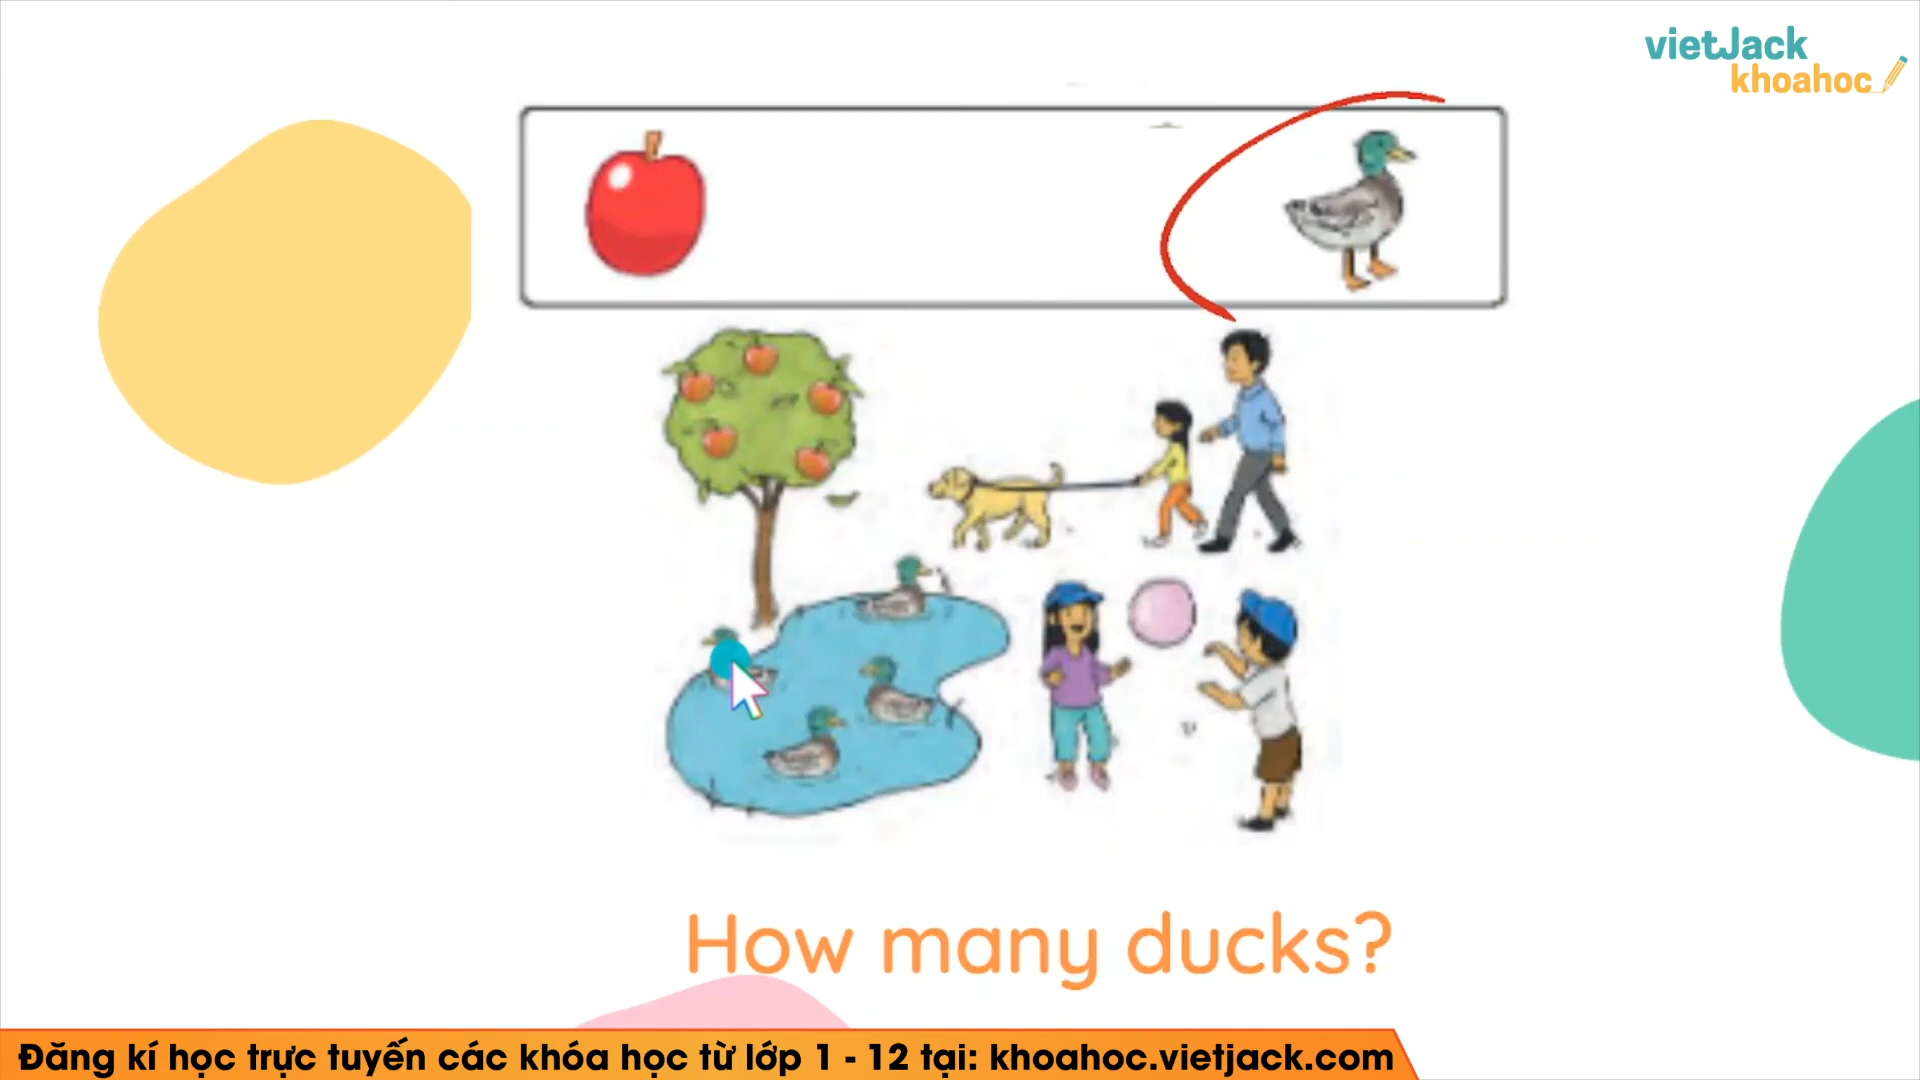 vietJack
khoahoc
How many ducks?
Đăng kí học trực tuyến các khóa học từ lớp 1 - 12 tại: khoahoc.vietjack.com